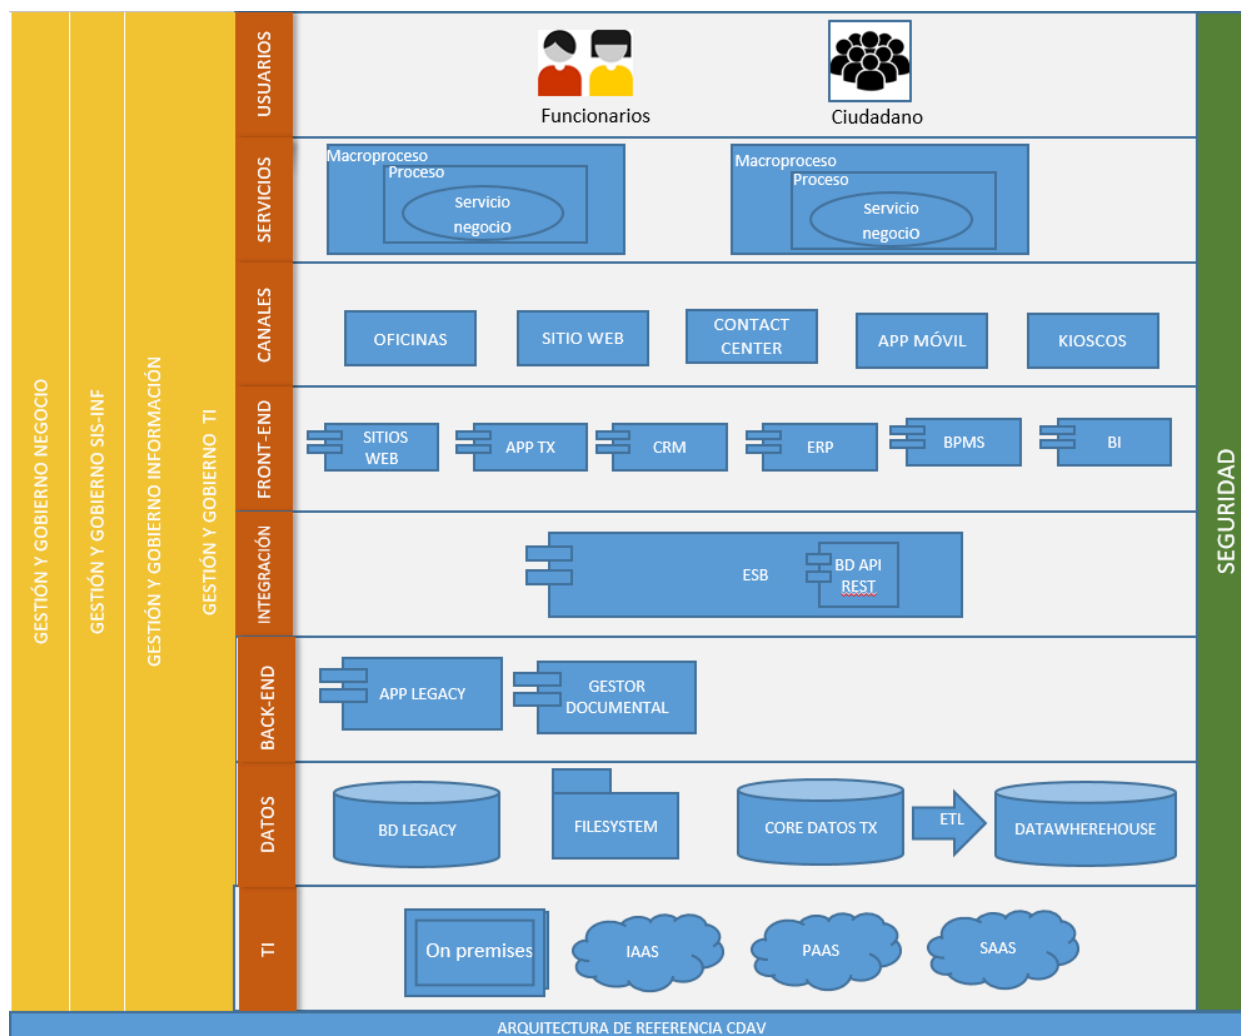 GESTIÓN Y GOBIERNO NEGOCIO
GESTIÓN Y GOBIERNO SIS-INF
GESTIÓN Y GOBIERNO INFORMACIÓN
GESTIÓN Y GOBIERNO TI
USUARIOS
Funcionarios
Ciudadano
SERVICIOS
Macroproceso
Proceso
Servicio
negociO
Macroproceso
Proceso
Servicio
negociO
CANALES
OFICINAS
SITIO WEB
CONTACT
CENTER
APP MÓVIL
KIOSCOS
FRONT-END
SITIOS
WEB
APP TX
CRM
ERP
BPMS
BI
INTEGRACIÓN
ESB
BD API
REST
BACK-END
APP LEGACY
GESTOR
DOCUMENTAL
DATOS
BD LEGACY
FILESYSTEM
CORE DATOS TX
ETL
DATAWHEREHOUSE
TI
On premises
IAAS
PAAS
SAAS
SEGURIDAD
ARQUITECTURA DE REFERENCIA CDAV